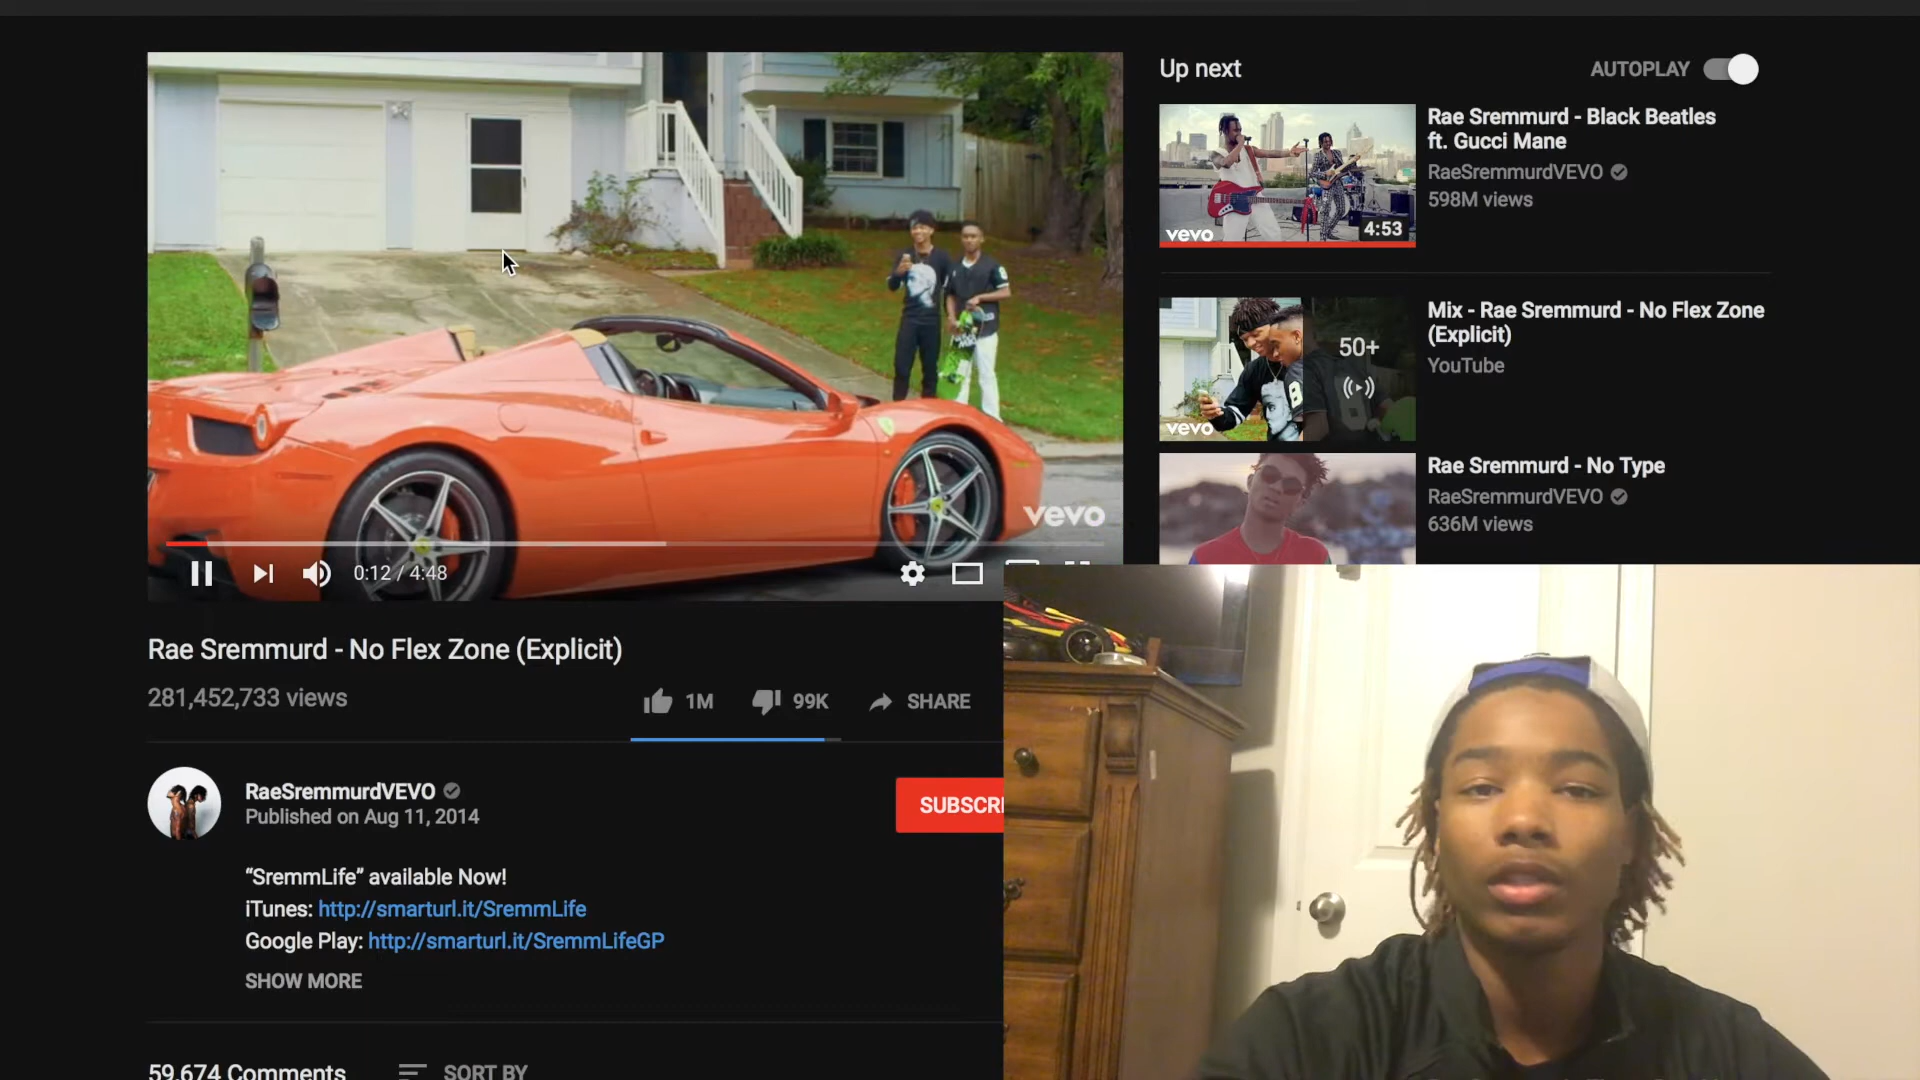 Up next
AUTOPLAY
Rae Sremmurd - Black Beatles
ft. Gucci Mane
RaeSremmurdVEVO
598M views
vevo
4:53
Mix - Rae Sremmurd - No Flex Zone
(Explicit)
YouTube
50+
vevo
Rae Sremmurd - No Type
RaeSremmurdVEVO
636M views
vevo
0:12 / 4:48
Rae Sremmurd - No Flex Zone (Explicit)
281,452,733 views
1M
99K
SHARE
RaeSremmurdVEVO
Published on Aug 11, 2014
SUBSCRI
“SremmLife” available Now!
iTunes: http://smarturl.it/SremmLife
Google Play: http://smarturl.it/SremmLifeGP
SHOW MORE
59,674 Comments
SORT BY